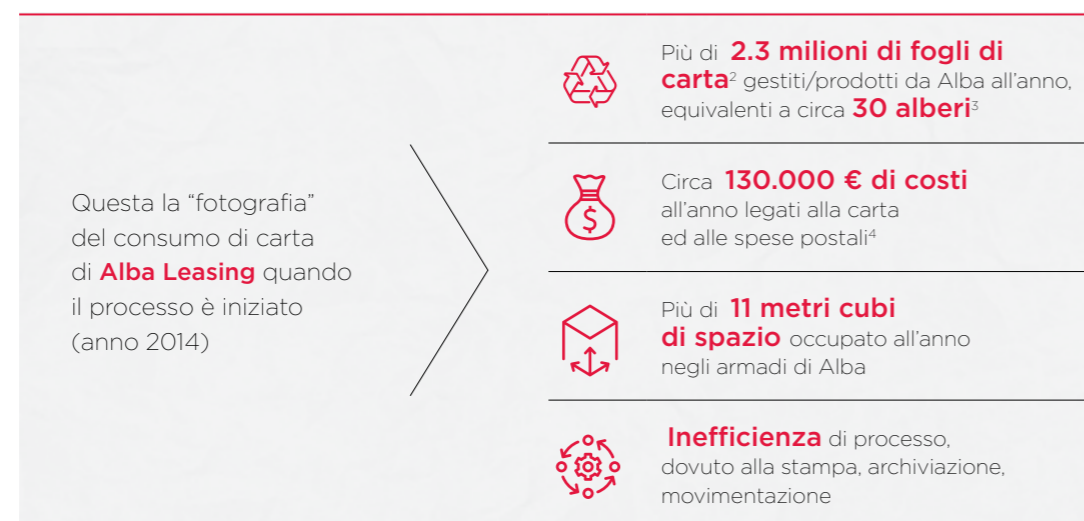 Questa la “fotografia”
del consumo di carta
di Alba Leasing quando
il processo è iniziato
(anno 2014)
Più di 2.3 milioni di fogli di
carta² gestiti/prodotti da Alba all’anno,
equivalenti a circa 30 alberi³
Circa 130.000 € di costi
all’anno legati alla carta
ed alle spese postali⁴
Più di 11 metri cubi
di spazio occupato all’anno
negli armadi di Alba
Inefficienza di processo,
dovuto alla stampa, archiviazione,
movimentazione